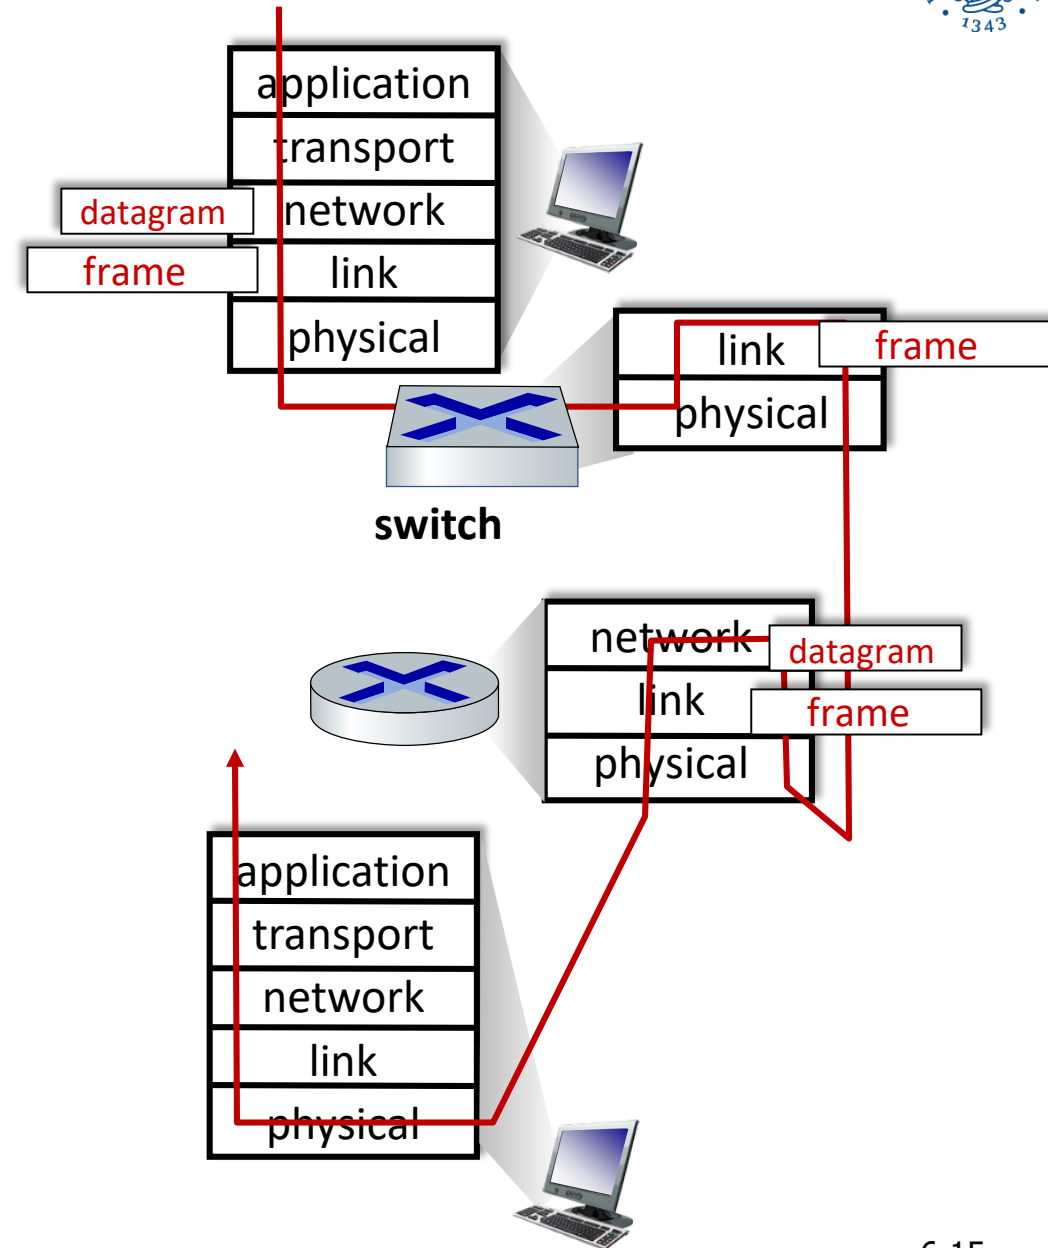 1343
application
transport
datagram
network
frame
link
physical
link
frame
physical
switch
network
datagram
link
frame
physical
application
transport
network
link
physical